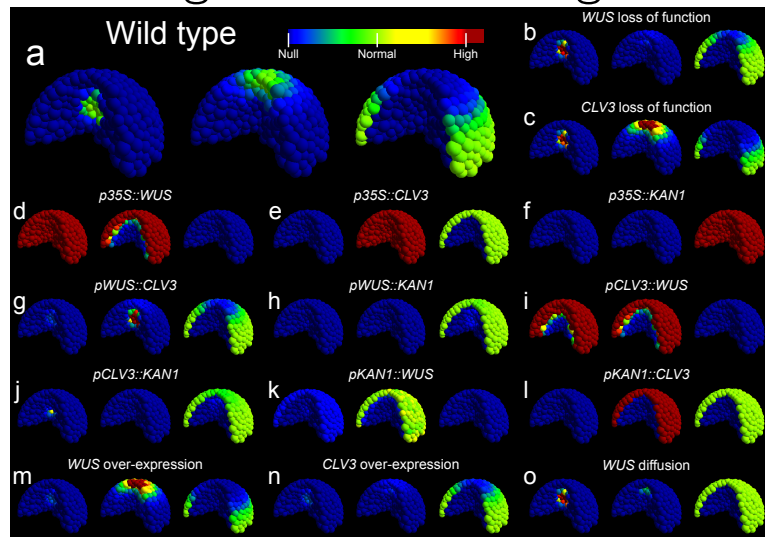 Wild type
Null Normal High
a
WUS loss of function
b
CLV3 loss of function
c
p35S::WUS
d
p35S::CLV3
e
p35S::KAN1
f
pWUS::CLV3
g
pWUS::KAN1
h
pCLV3::WUS
i
pCLV3::KAN1
j
pKAN1::WUS
k
pKAN1::CLV3
l
WUS over-expression
m
CLV3 over-expression
n
WUS diffusion
o